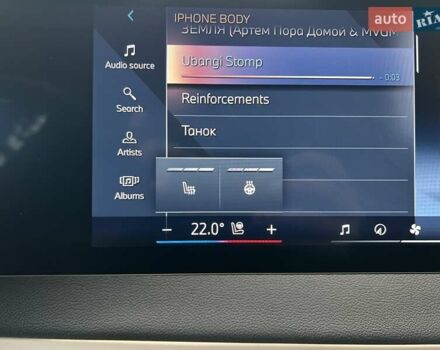 auto
RIA
IPHONE BODY
ЗЕМЛЯ [Артем Пора Домой & MVGM
Ubangi Stomp
- 0:03
Audio source
Reinforcements
Search
Танок
Artists
Albums
− 22.0° +